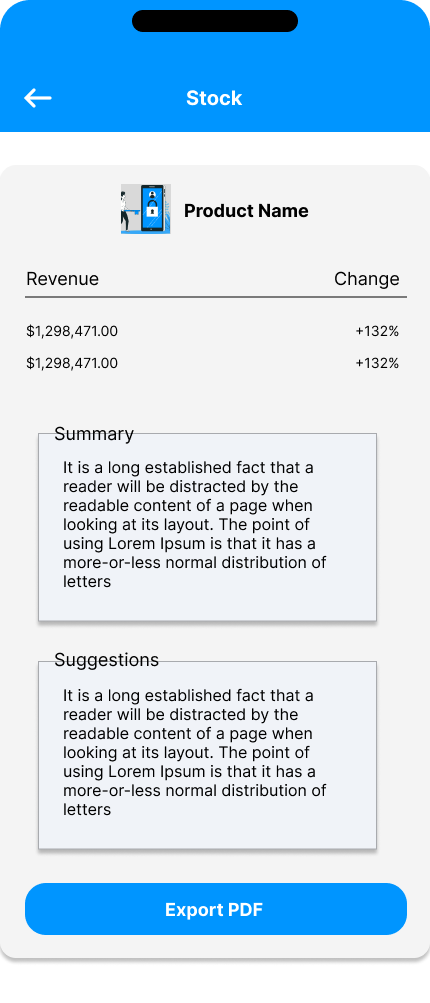 Stock
Product Name
Revenue Change
$1,298,471.00 +132%
$1,298,471.00 +132%
Summary
It is a long established fact that a
reader will be distracted by the
readable content of a page when
looking at its layout. The point of
using Lorem Ipsum is that it has a
more-or-less normal distribution of
letters
Suggestions
It is a long established fact that a
reader will be distracted by the
readable content of a page when
looking at its layout. The point of
using Lorem Ipsum is that it has a
more-or-less normal distribution of
letters
Export PDF